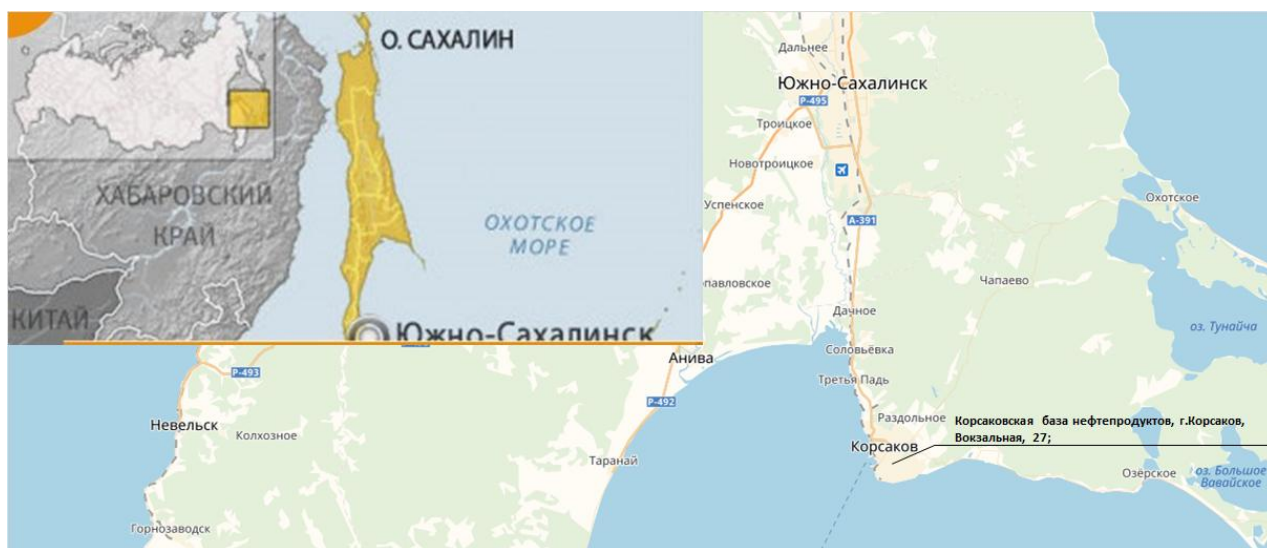 О. САХАЛИН
ХАБАРОВСКИЙ
КРАЙ
КИТАЙ
ОХОТСКОЕ
МОРЕ
Южно-Сахалинск
Дальнее
Южно-Сахалинск
Р-495
Троицкое
Новотроицкое
Успенское
А-391
Охотское
Чапаево
опавловское
Дачное
оз. Тунайча
Соловьёвка
Анива
Третья Падь
Р-493
Р-492
Невельск
Колхозное
Раздольное
Корсаковская база нефтепродуктов, г.Корсаков,
Вокзальная, 27;
Корсаков
Таранай
Озёрское
оз. Большое
Вавайское
Горнозаводск